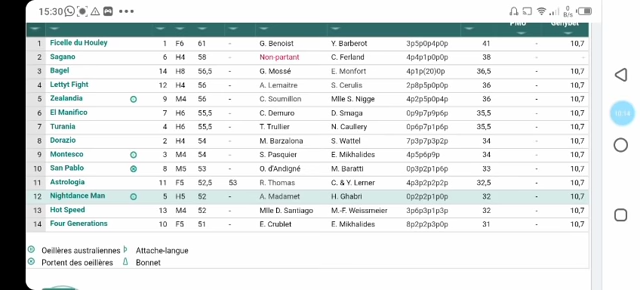 15:30
0 B/s
PMU Genybet
1 Ficelle du Houley 1 F6 61 - G. Benoist Y. Barberot 3p5p0p4p0p 41 - 10,7
2 Sagano 6 H4 58 - Non-partant C. Ferland 4p4p1p0p0p 38 - -
3 Bagel 14 H8 56,5 - G. Mossé E. Monfort 4p1p(20)0p 36,5 - 10,7
4 Lettyt Fight 12 H4 56 - A. Lemaitre S. Cerulis 2p8p5p0p0p 36 - 10,7
5 Zealandia 9 M4 56 - C. Soumillon Mlle S. Nigge 4p2p5p0p4p 36 - 10,7
6 El Manifico 7 H6 55,5 - C. Demuro D. Smaga 0p9p7p9p6p 35,5 - 10,7
7 Turania 4 H6 55,5 - T. Trullier N. Caullery 0p6p7p1p6p 35,5 - 10,7
8 Dorazio 2 H4 54 - M. Barzalona S. Wattel 7p3p7p3p2p 34 - 10,7
9 Montesco 3 M4 54 - S. Pasquier E. Mikhalides 4p5p6p9p 34 - 10,7
10 San Pablo 8 M5 53 - O. d'Andigné M. Baratti 0p3p2p1p6p 33 - 10,7
11 Astrologia 11 F5 52,5 53 R. Thomas C. & Y. Lerner 4p3p2p2p2p 32,5 - 10,7
12 Nightdance Man 5 H5 52 - A. Madamet H. Ghabri 0p2p2p1p0p 32 - 10,7
13 Hot Speed 13 M4 52 - Mlle D. Santiago M.-F. Weissmeier 3p6p3p1p3p 32 - 10,7
14 Four Generations 10 F5 51 - E. Crublet E. Mikhalides 8p2p2p3p0p 31 - 10,7
Oeillères australiennes Attache-langue
Portent des oeillères Bonnet